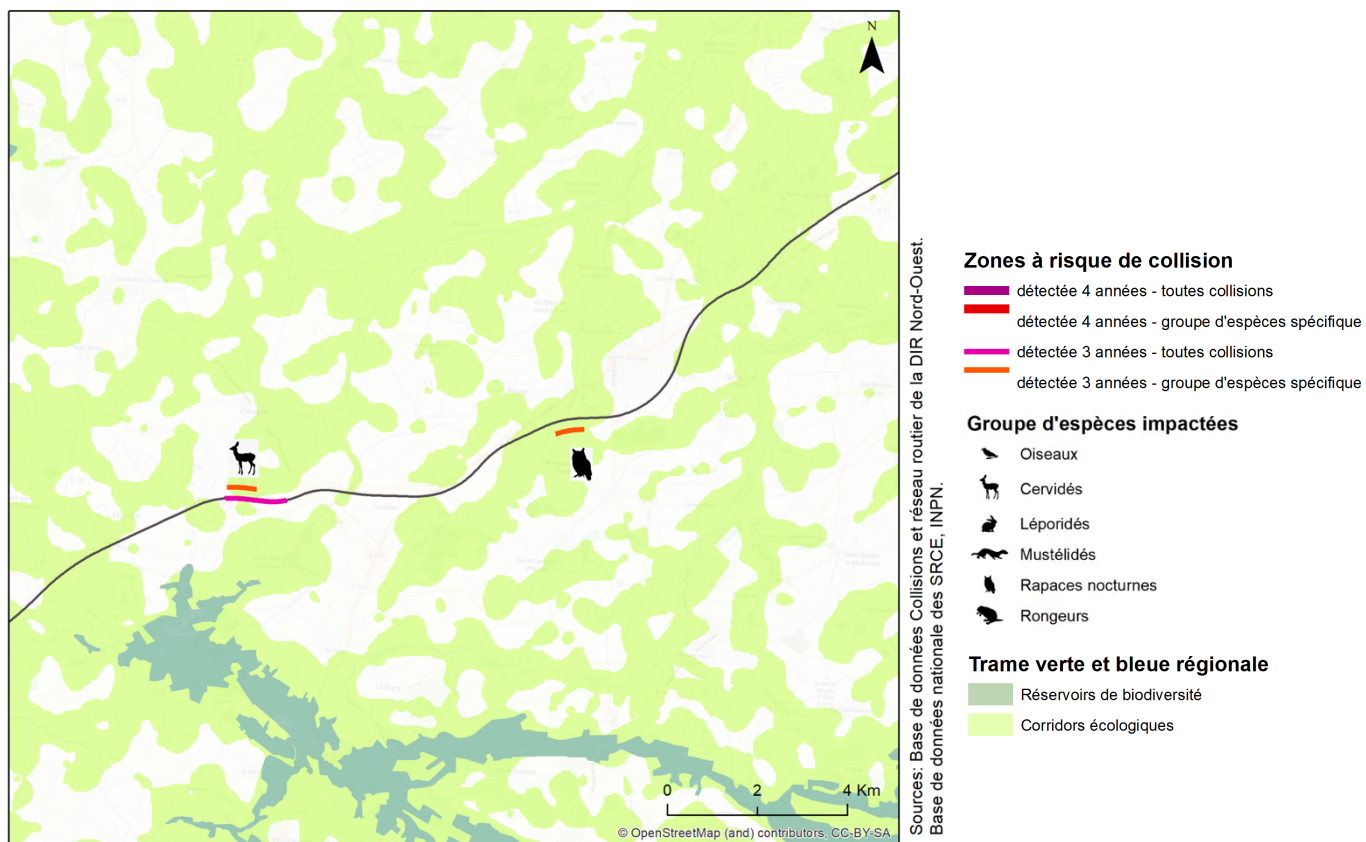 N
0 2 4 Km
© OpenStreetMap (and) contributors, CC-BY-SA
Sources: Base de données Collisions et réseau routier de la DIR Nord-Ouest.
Base de données nationale des SRCE, INPN.
Zones à risque de collision
détectée 4 années - toutes collisions
détectée 4 années - groupe d'espèces spécifique
détectée 3 années - toutes collisions
détectée 3 années - groupe d'espèces spécifique
Groupe d'espèces impactées
Oiseaux
Cervidés
Léporidés
Mustélidés
Rapaces nocturnes
Rongeurs
Trame verte et bleue régionale
Réservoirs de biodiversité
Corridors écologiques